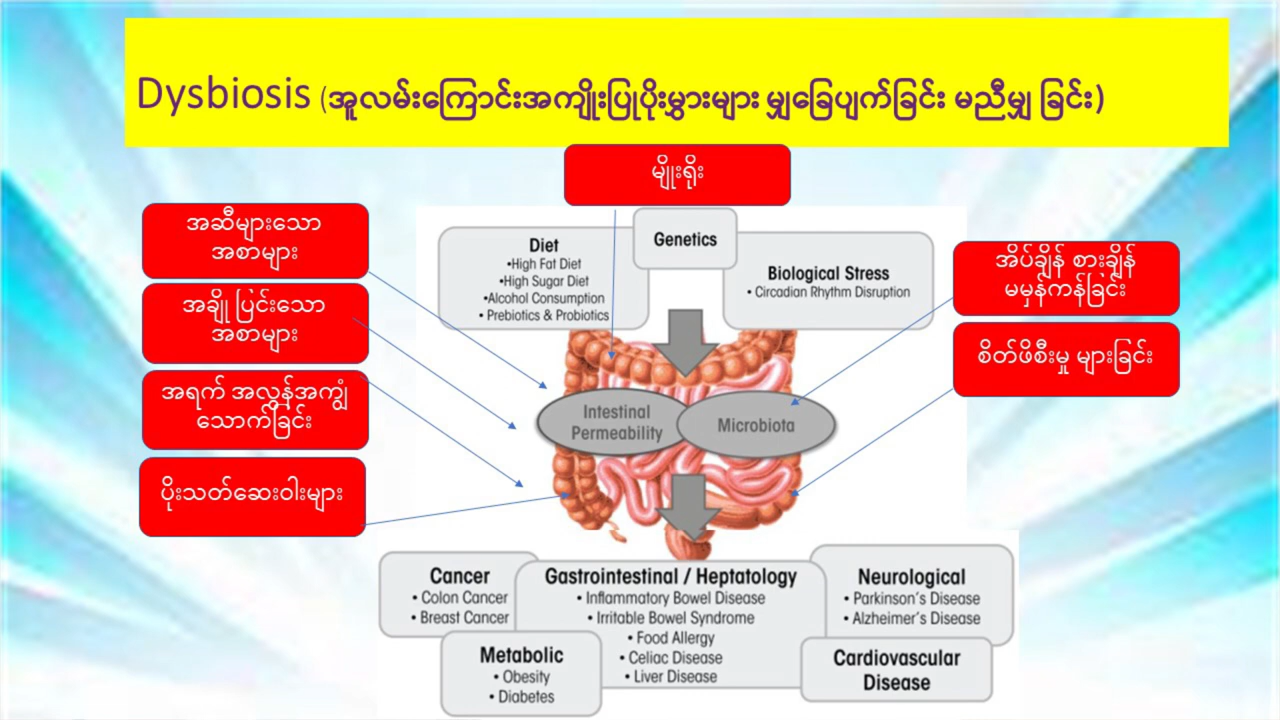 Dysbiosis (အူလမ်းကြောင်းအကျိုးပြုပိုးမွှားများ မျှခြေပျက်ခြင်း မညီမျှ ခြင်း)
မျိုးရိုး
အဆီများသော
အစာများ
အချို ပြင်းသော
အစာများ
အရက် အလွန်အကျွံ
သောက်ခြင်း
ပိုးသတ်ဆေးဝါးများ
Diet
•High Fat Diet
•High Sugar Diet
•Alcohol Consumption
• Prebiotics & Probiotics
Genetics
Biological Stress
• Circadian Rhythm Disruption
အိပ်ချိန် စားချိန်
မမှန်ကန်ခြင်း
စိတ်ဖိစီးမှု များခြင်း
Intestinal
Permeability
Microbiota
Cancer
• Colon Cancer
• Breast Cancer
Gastrointestinal / Heptatology
• Inflammatory Bowel Disease
• Irritable Bowel Syndrome
• Food Allergy
• Celiac Disease
• Liver Disease
Neurological
• Parkinson's Disease
• Alzheimer's Disease
Metabolic
• Obesity
• Diabetes
Cardiovascular
Disease